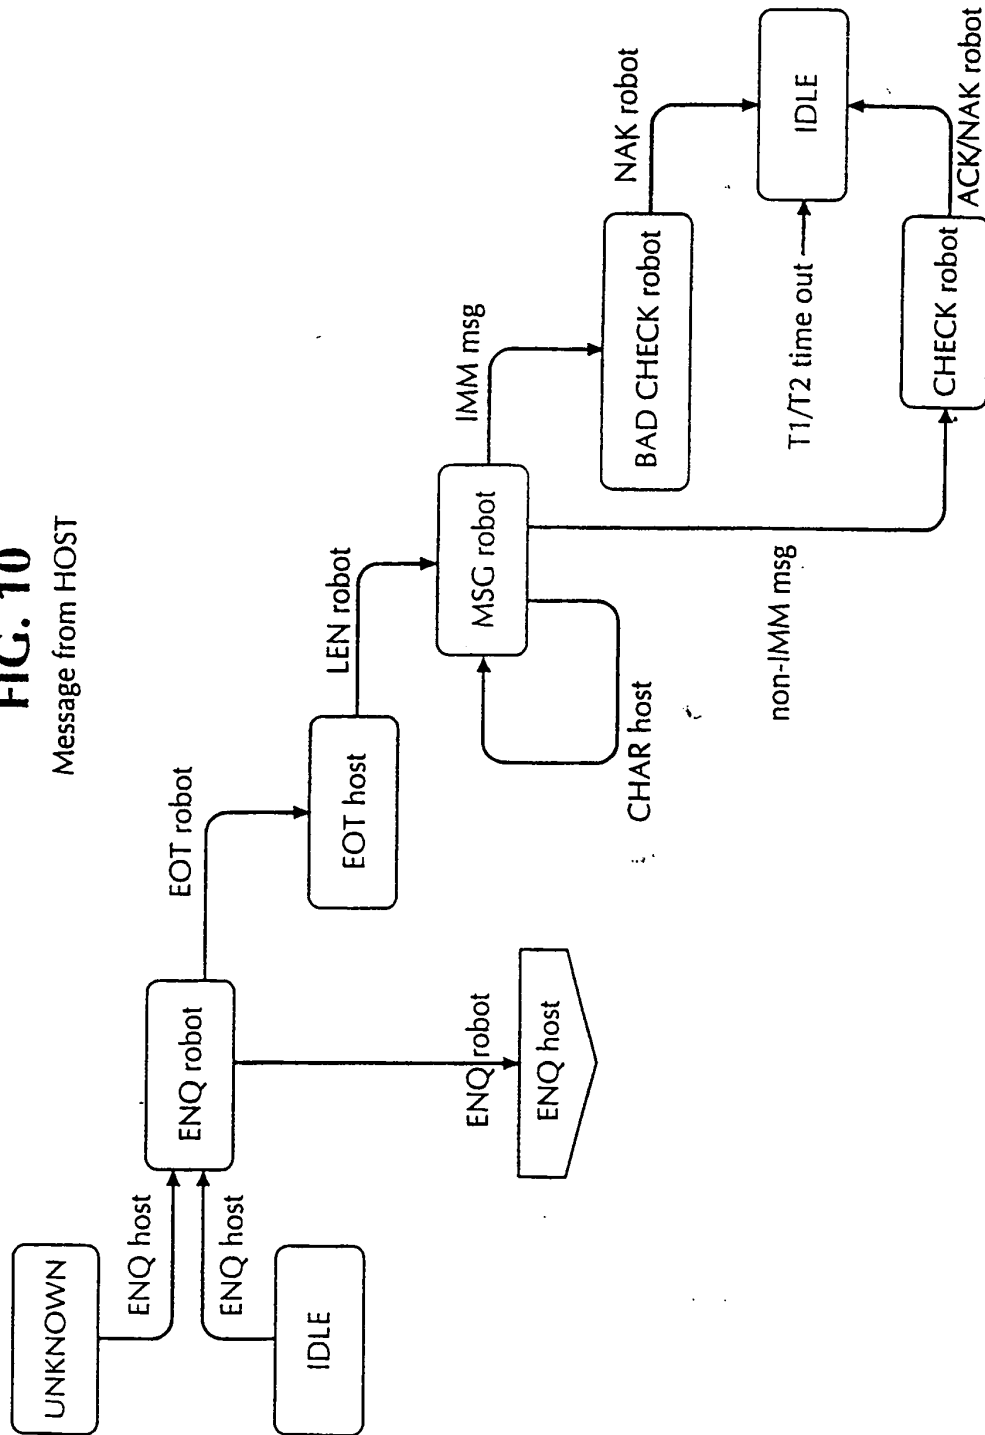 FIG. 10
Message from HOST
UNKNOWN
ENQ host
ENQ host
IDLE
ENQ robot
EOT robot
ENQ robot
ENQ host
EOT host
LEN robot
MSG robot
CHAR host
IMM msg
non-IMM msg
BAD CHECK robot
NAK robot
T1/T2 time out
IDLE
CHECK robot
ACK/NAK robot